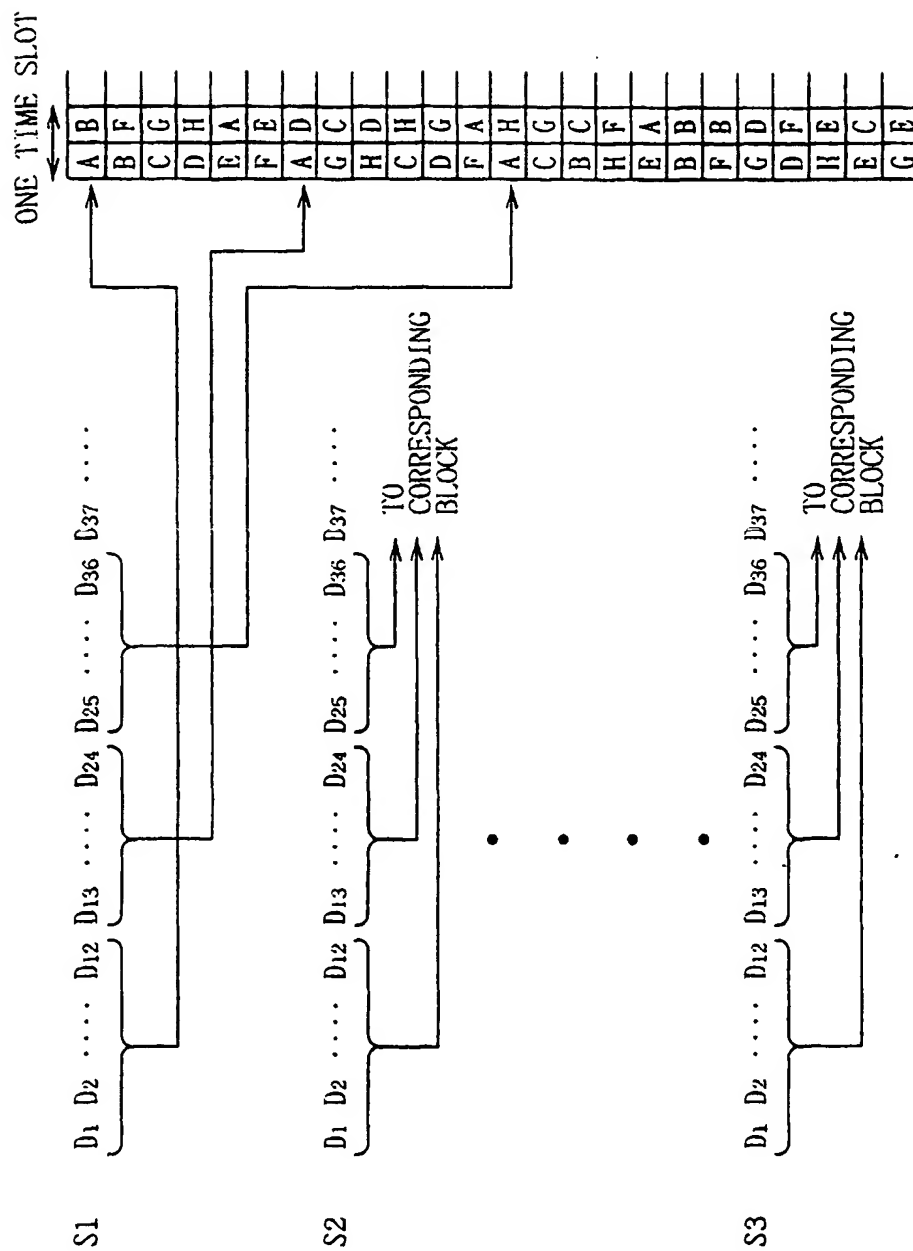 ONE TIME SLOT
S1 D1 D2 ..... D12 D13 ..... D24 D25 ..... D36 D37 ....
A B
B F
C G
D H
E A
F E
A D
S2 D1 D2 ..... D12 D13 ..... D24 D25 ..... D36 D37 ....
G C
H D
TO
CORRESPONDING
BLOCK
C H
D G
F A
A H
C G
B C
H F
E A
B B
F B
S3 D1 D2 ..... D12 D13 ..... D24 D25 ..... D36 D37 ....
G D
D F
TO
CORRESPONDING
BLOCK
H E
E C
G E